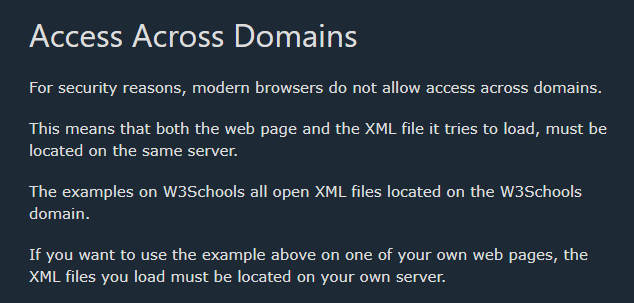 Access Across Domains
For security reasons, modern browsers do not allow access across domains.
This means that both the web page and the XML file it tries to load, must be
located on the same server.
The examples on W3Schools all open XML files located on the W3Schools
domain.
If you want to use the example above on one of your own web pages, the
XML files you load must be located on your own server.